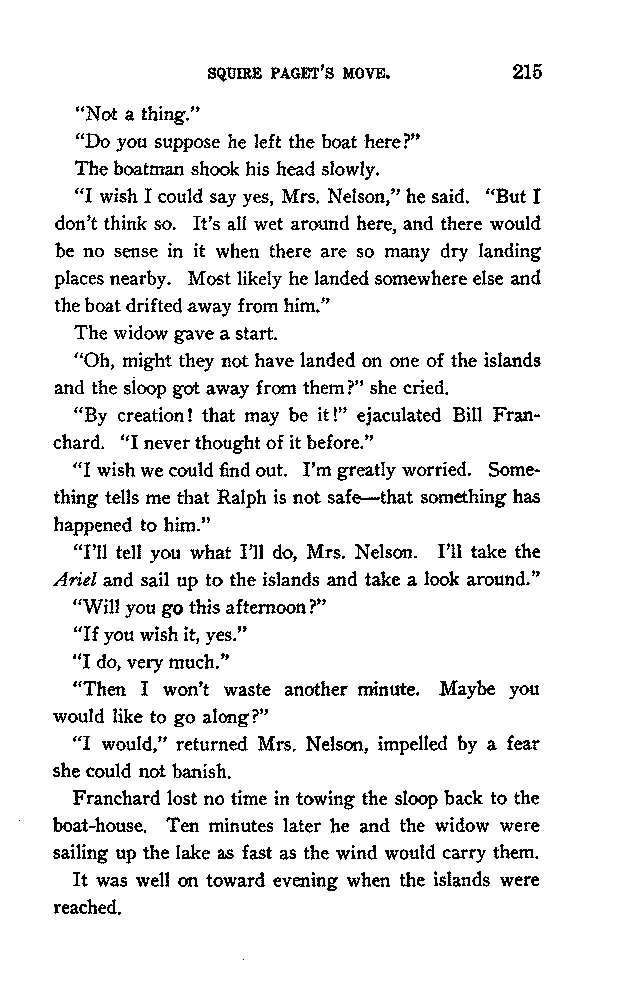 SQUIRE PAGET'S MOVE. 215
"Not a thing."
"Do you suppose he left the boat here?"
The boatman shook his head slowly.
"I wish I could say yes, Mrs. Nelson," he said. "But I
don't think so. It's all wet around here, and there would
be no sense in it when there are so many dry landing
places nearby. Most likely he landed somewhere else and
the boat drifted away from him."
The widow gave a start.
"Oh, might they not have landed on one of the islands
and the sloop got away from them?" she cried.
"By creation! that may be it!" ejaculated Bill Fran-
chard. "I never thought of it before."
"I wish we could find out. I'm greatly worried. Some-
thing tells me that Ralph is not safe—that something has
happened to him."
"I'll tell you what I'll do, Mrs. Nelson. I'll take the
Ariel and sail up to the islands and take a look around."
"Will you go this afternoon?"
"If you wish it, yes."
"I do, very much."
"Then I won't waste another minute. Maybe you
would like to go along?"
"I would," returned Mrs. Nelson, impelled by a fear
she could not banish.
Franchard lost no time in towing the sloop back to the
boat-house. Ten minutes later he and the widow were
sailing up the lake as fast as the wind would carry them.
It was well on toward evening when the islands were
reached.